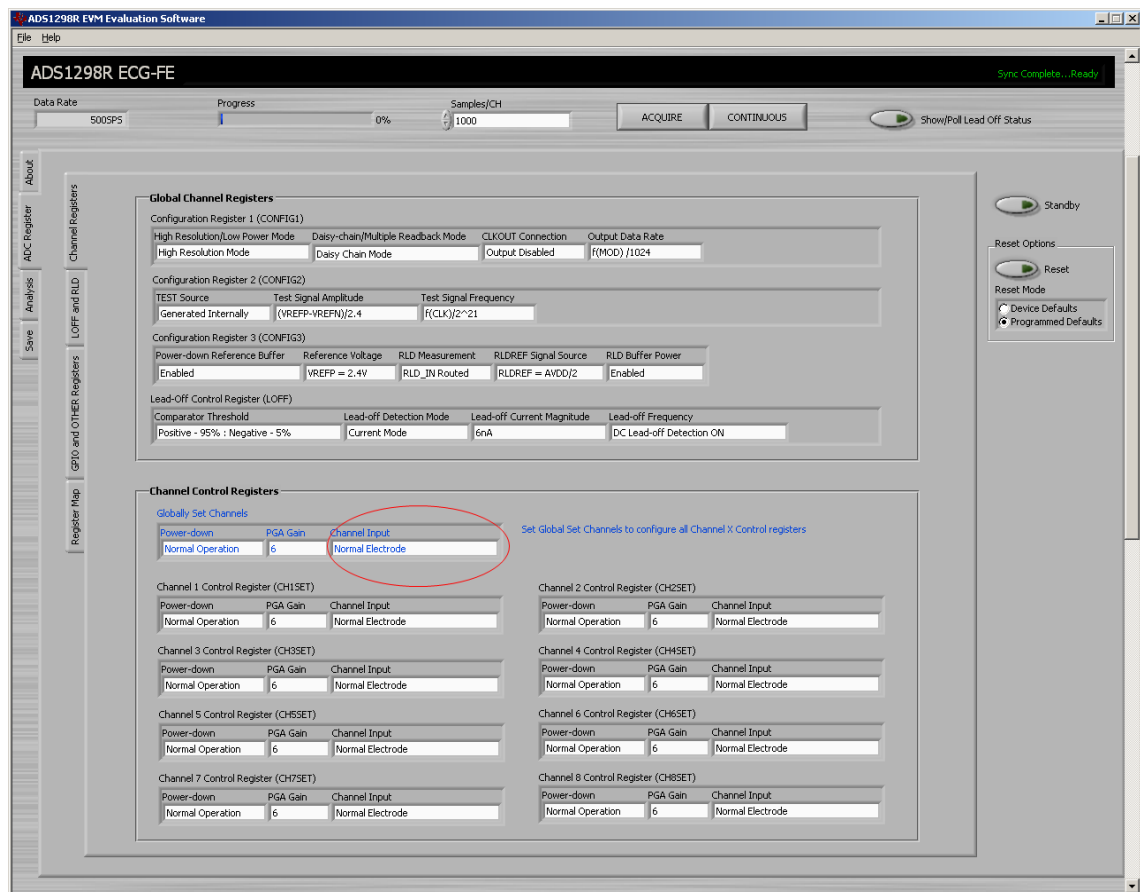 ADS1298R EVM Evaluation Software
File Help
ADS1298R ECG-FE
Sync Complete...Ready
Data Rate Progress Samples/CH
500SPS 0% 1000 ACQUIRE CONTINUOUS Show/Poll Lead Off Status
About
ADC Register
Analysis
Save
Channel Registers
LOFF and RLD
GPIO and OTHER Registers
Register Map
Global Channel Registers
Configuration Register 1 (CONFIG1)
High Resolution/Low Power Mode Daisy-chain/Multiple Readback Mode CLKOUT Connection Output Data Rate
High Resolution Mode Daisy Chain Mode Output Disabled f(MOD) /1024
Configuration Register 2 (CONFIG2)
TEST Source Test Signal Amplitude Test Signal Frequency
Generated Internally (VREFP-VREFN)/2.4 f(CLK)/2^21
Configuration Register 3 (CONFIG3)
Power-down Reference Buffer Reference Voltage RLD Measurement RLDREF Signal Source RLD Buffer Power
Enabled VREFP = 2.4V RLD_IN Routed RLDREF = AVDD/2 Enabled
Lead-Off Control Register (LOFF)
Comparator Threshold Lead-off Detection Mode Lead-off Current Magnitude Lead-off Frequency
Positive - 95% : Negative - 5% Current Mode 6nA DC Lead-off Detection ON
Standby
Reset Options
Reset
Reset Mode
Device Defaults
Programmed Defaults
Channel Control Registers
Globally Set Channels
Power-down PGA Gain Channel Input
Normal Operation 6 Normal Electrode
Set Global Set Channels to configure all Channel X Control registers
Channel 1 Control Register (CH1SET)
Power-down PGA Gain Channel Input
Normal Operation 6 Normal Electrode
Channel 2 Control Register (CH2SET)
Power-down PGA Gain Channel Input
Normal Operation 6 Normal Electrode
Channel 3 Control Register (CH3SET)
Power-down PGA Gain Channel Input
Normal Operation 6 Normal Electrode
Channel 4 Control Register (CH4SET)
Power-down PGA Gain Channel Input
Normal Operation 6 Normal Electrode
Channel 5 Control Register (CH5SET)
Power-down PGA Gain Channel Input
Normal Operation 6 Normal Electrode
Channel 6 Control Register (CH6SET)
Power-down PGA Gain Channel Input
Normal Operation 6 Normal Electrode
Channel 7 Control Register (CH7SET)
Power-down PGA Gain Channel Input
Normal Operation 6 Normal Electrode
Channel 8 Control Register (CH8SET)
Power-down PGA Gain Channel Input
Normal Operation 6 Normal Electrode